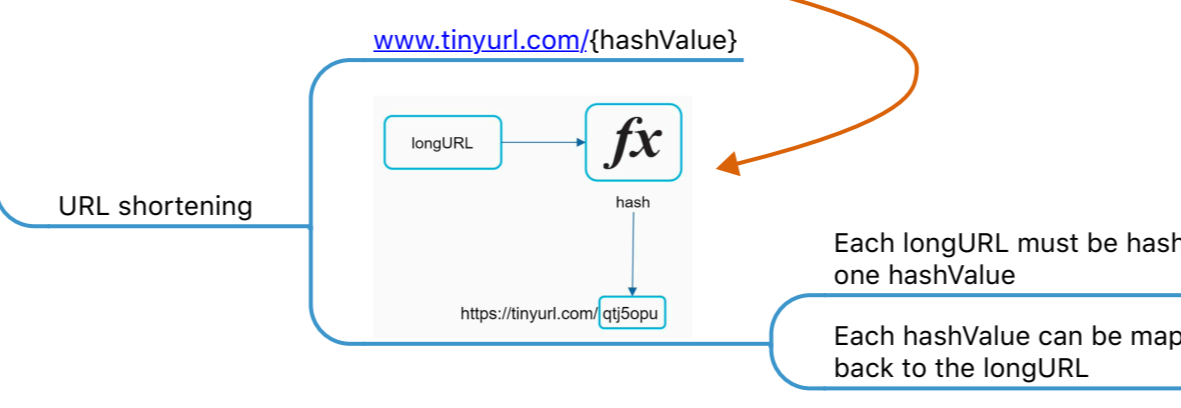 www.tinyurl.com/{hashValue}
longURL
fx
hash
URL shortening
https://tinyurl.com/qtj5opu
Each longURL must be hash
one hashValue
Each hashValue can be map
back to the longURL